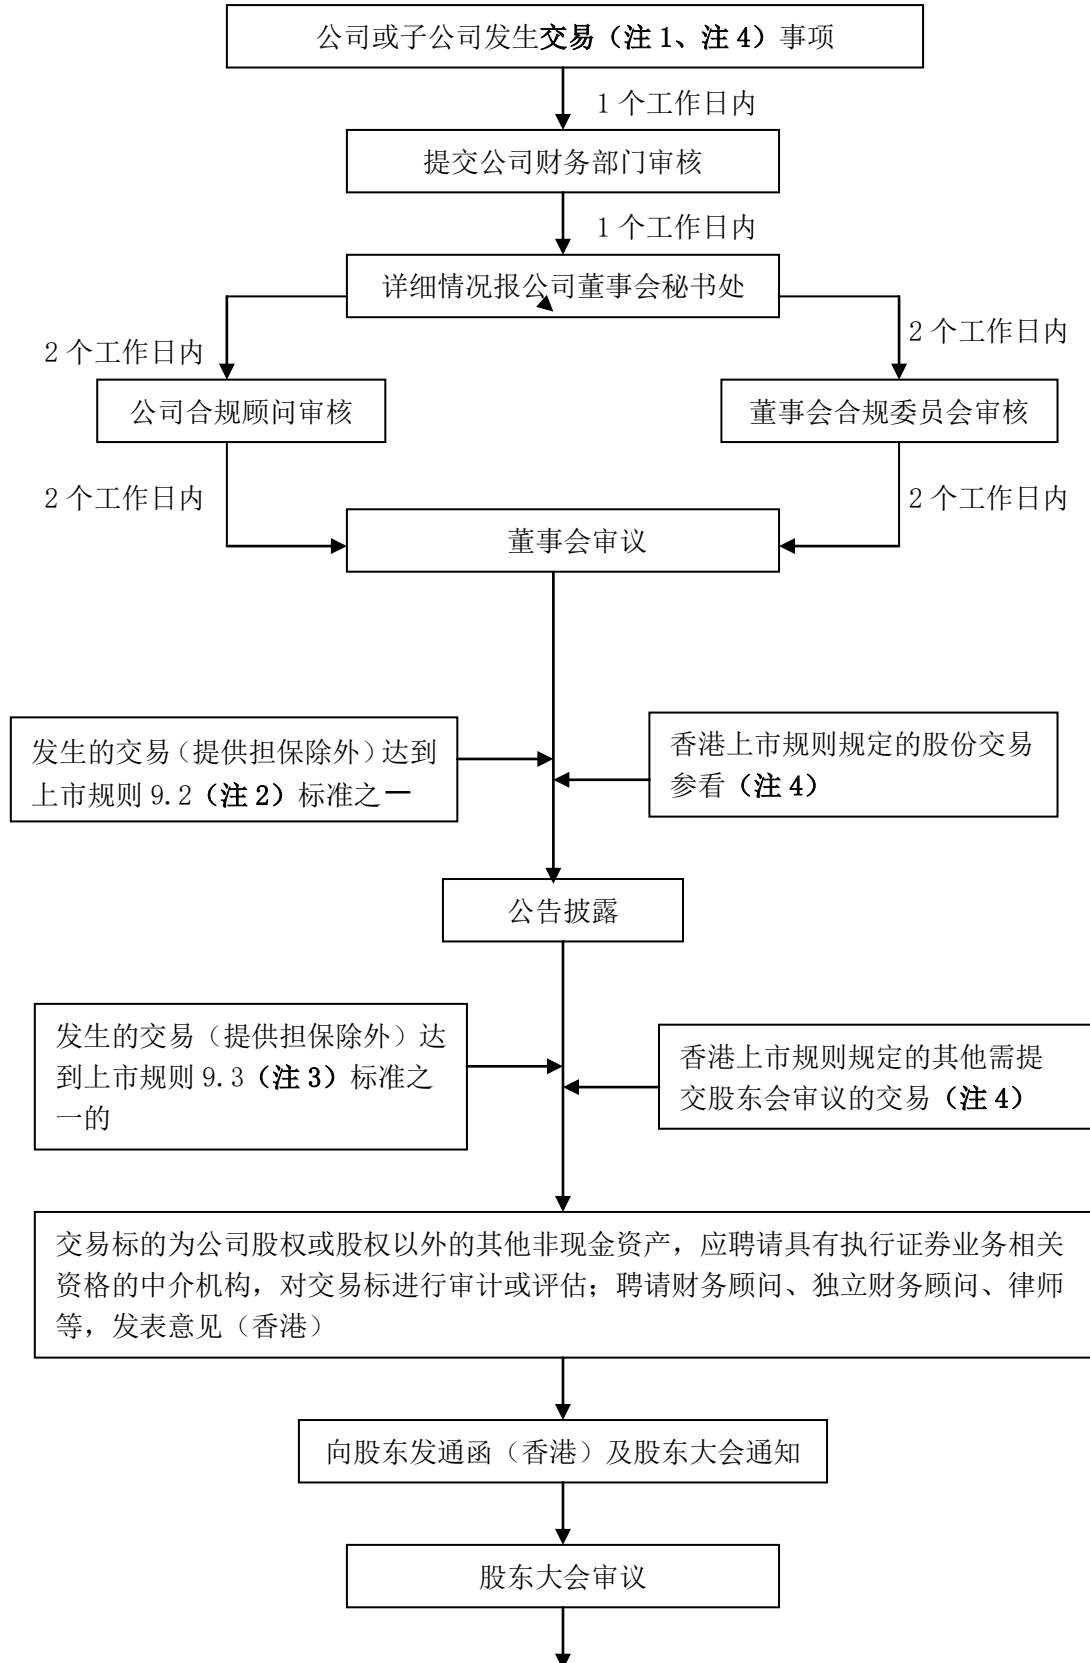 公司或子公司发生交易（注 1、注 4）事项
1 个工作日内
提交公司财务部门审核
1 个工作日内
详细情况报公司董事会秘书处
2 个工作日内
2 个工作日内
公司合规顾问审核
董事会合规委员会审核
2 个工作日内
2 个工作日内
董事会审议
发生的交易（提供担保除外）达到
上市规则 9.2（注 2）标准之一
香港上市规则规定的股份交易
参看（注 4）
公告披露
发生的交易（提供担保除外）达
到上市规则 9.3（注 3）标准之
一的
香港上市规则规定的其他需提
交股东会审议的交易（注 4）
交易标的为公司股权或股权以外的其他非现金资产，应聘请具有执行证券业务相关
资格的中介机构，对交易标进行审计或评估；聘请财务顾问、独立财务顾问、律师
等，发表意见（香港）
向股东发通函（香港）及股东大会通知
股东大会审议